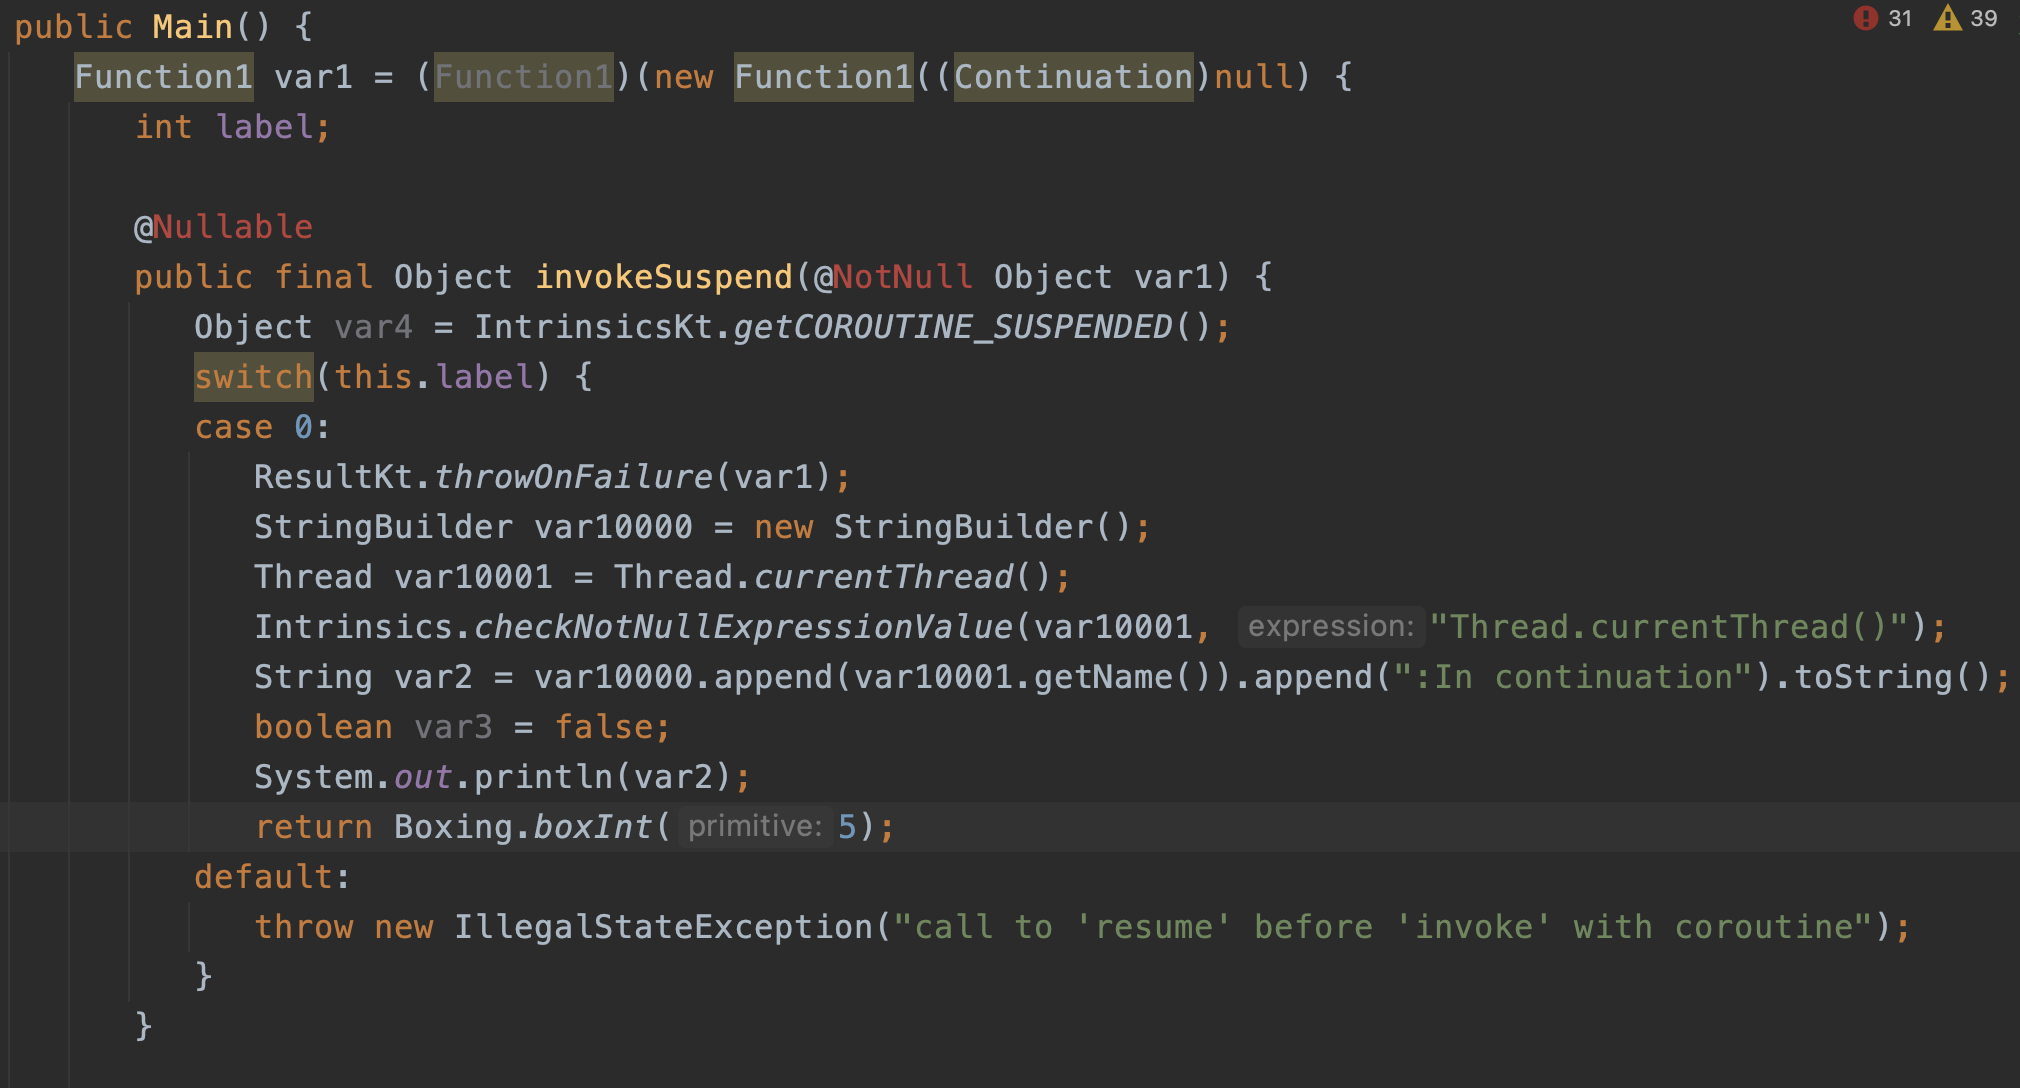 public Main() {
31 39
Function1 var1 = (Function1)(new Function1((Continuation)null) {
int label;
@Nullable
public final Object invokeSuspend(@NotNull Object var1) {
Object var4 = IntrinsicsKt.getCOROUTINE_SUSPENDED();
switch(this.label) {
case 0:
ResultKt.throwOnFailure(var1);
StringBuilder var10000 = new StringBuilder();
Thread var10001 = Thread.currentThread();
Intrinsics.checkNotNullExpressionValue(var10001, expression: "Thread.currentThread()");
String var2 = var10000.append(var10001.getName()).append(":In continuation").toString();
boolean var3 = false;
System.out.println(var2);
return Boxing.boxInt( primitive: 5);
default:
throw new IllegalStateException("call to 'resume' before 'invoke' with coroutine");
}
}